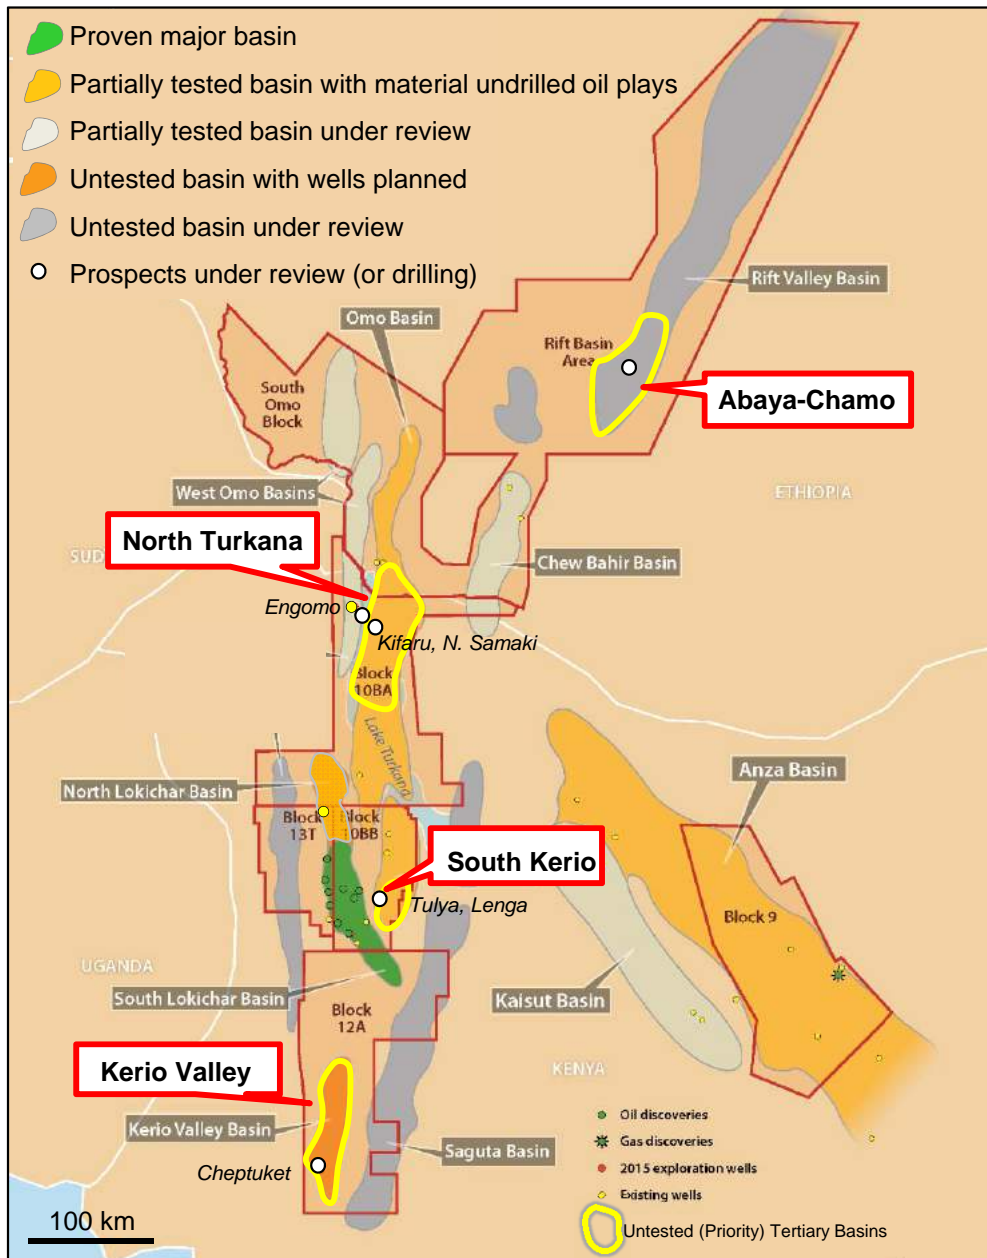 Proven major basin
Partially tested basin with material undrilled oil plays
Partially tested basin under review
Untested basin with wells planned
Untested basin under review
Prospects under review (or drilling)
Rift Valley Basin
Omo Basin
Rift Basin
Area
South
Omo
Block
Abaya-Chamo
West Omo Basins
ETHIOPIA
North Turkana
SUD
Chew Bahir Basin
Engomo
Kifaru, N. Samaki
Block
10BA
Lake Turkana
North Lokichar Basin
Anza Basin
Block
13T
Block
10BB
South Kerio
Tulya, Lenga
Block 9
UGANDA
South Lokichar Basin
Kaisut Basin
Block
12A
Kerio Valley
KENYA
Kerio Valley Basin
Saguta Basin
Cheptuket
Oil discoveries
Gas discoveries
2015 exploration wells
Existing wells
Untested (Priority) Tertiary Basins
100 km